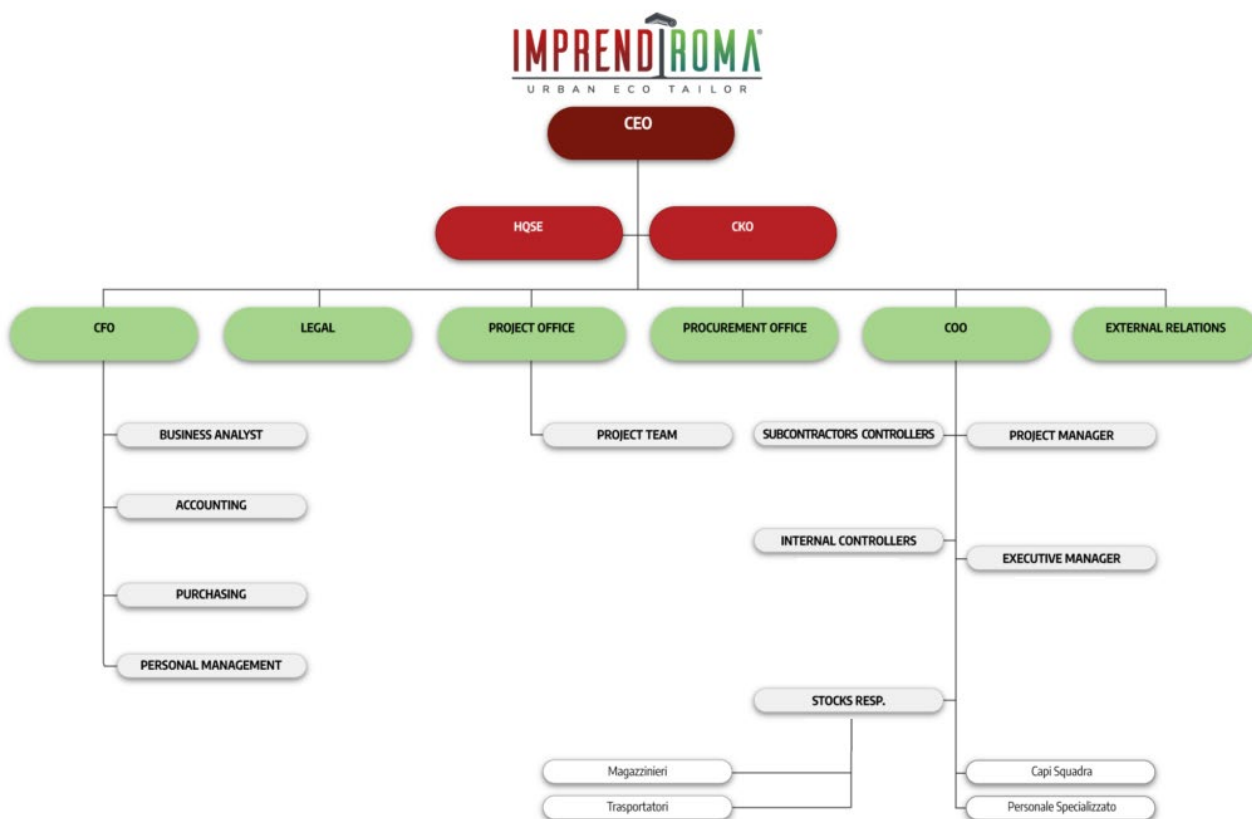 IMPRENDIROMA®
URBAN ECO TAILOR
CEO
HQSE
CKO
CFO
LEGAL
PROJECT OFFICE
PROCUREMENT OFFICE
COO
EXTERNAL RELATIONS
BUSINESS ANALYST
PROJECT TEAM
SUBCONTRACTORS CONTROLLERS
PROJECT MANAGER
ACCOUNTING
INTERNAL CONTROLLERS
EXECUTIVE MANAGER
PURCHASING
PERSONAL MANAGEMENT
STOCKS RESP.
Magazzinieri
Capi Squadra
Trasportatori
Personale Specializzato